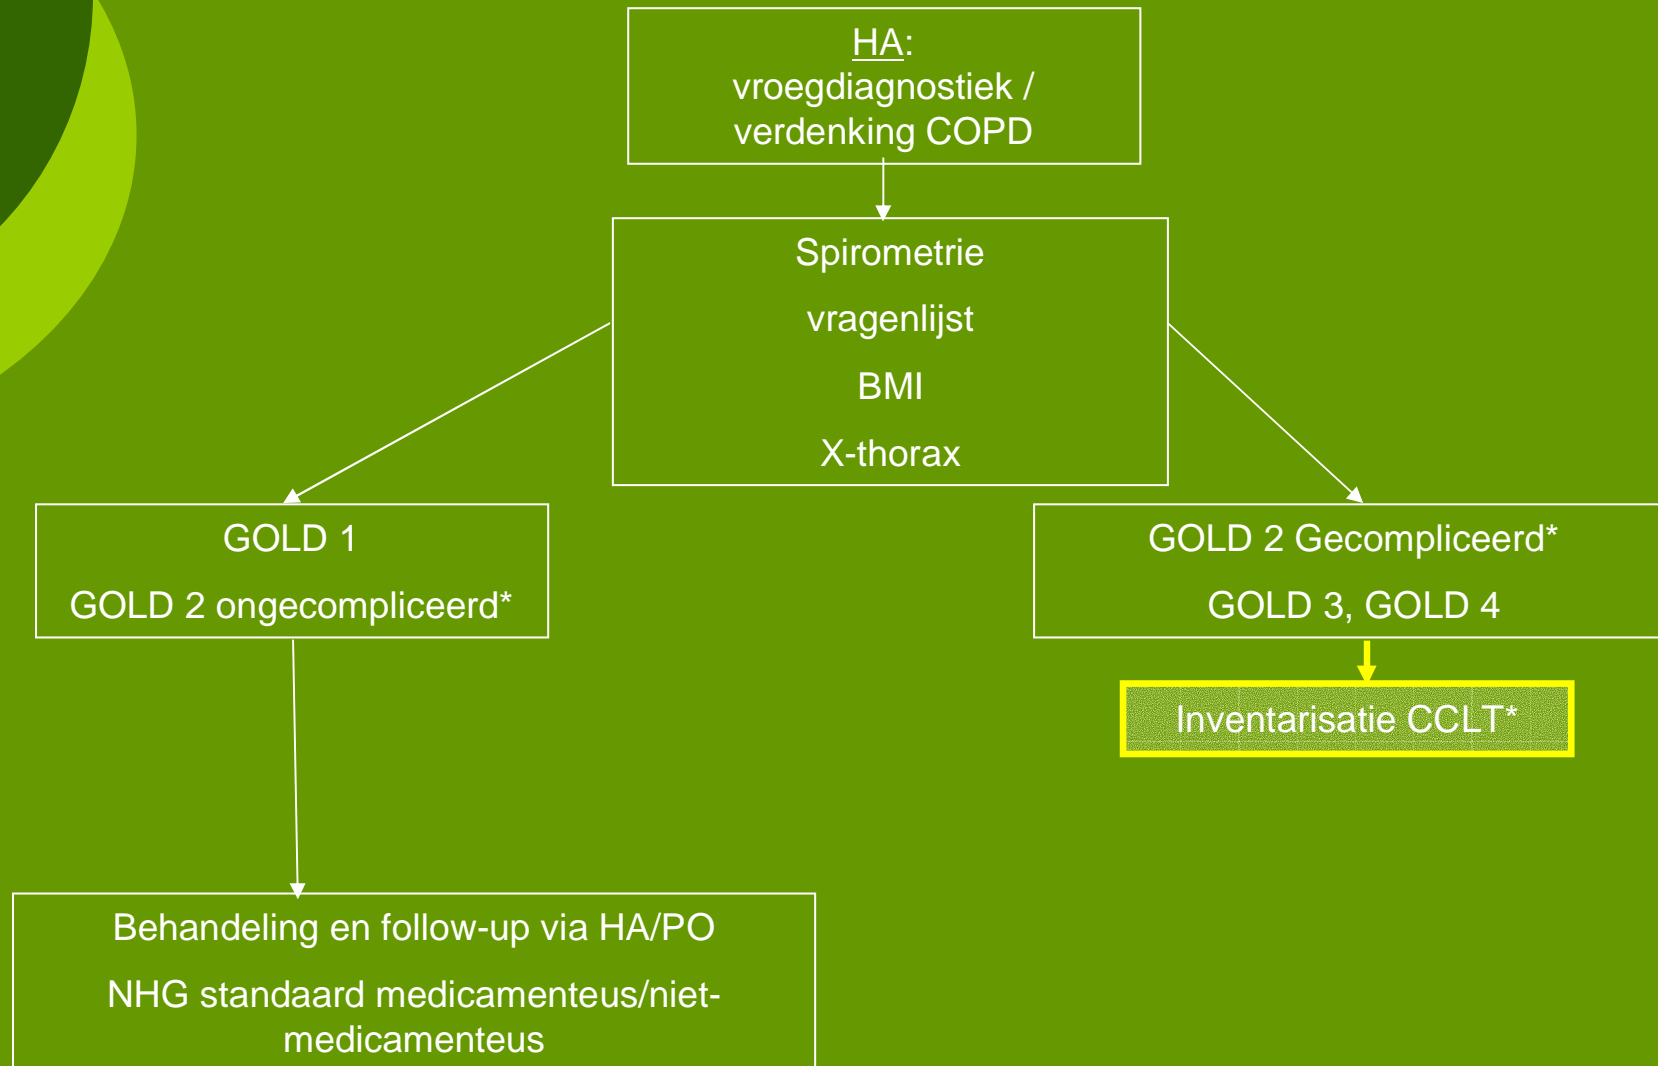 HA:
vroegdiagnostiek /
verdenking COPD
Spirometrie
vragenlijst
BMI
X-thorax
GOLD 1
GOLD 2 ongecompliceerd*
GOLD 2 Gecompliceerd*
GOLD 3, GOLD 4
Inventarisatie CCLT*
Behandeling en follow-up via HA/PO
NHG standaard medicamenteus/niet-
medicamenteus